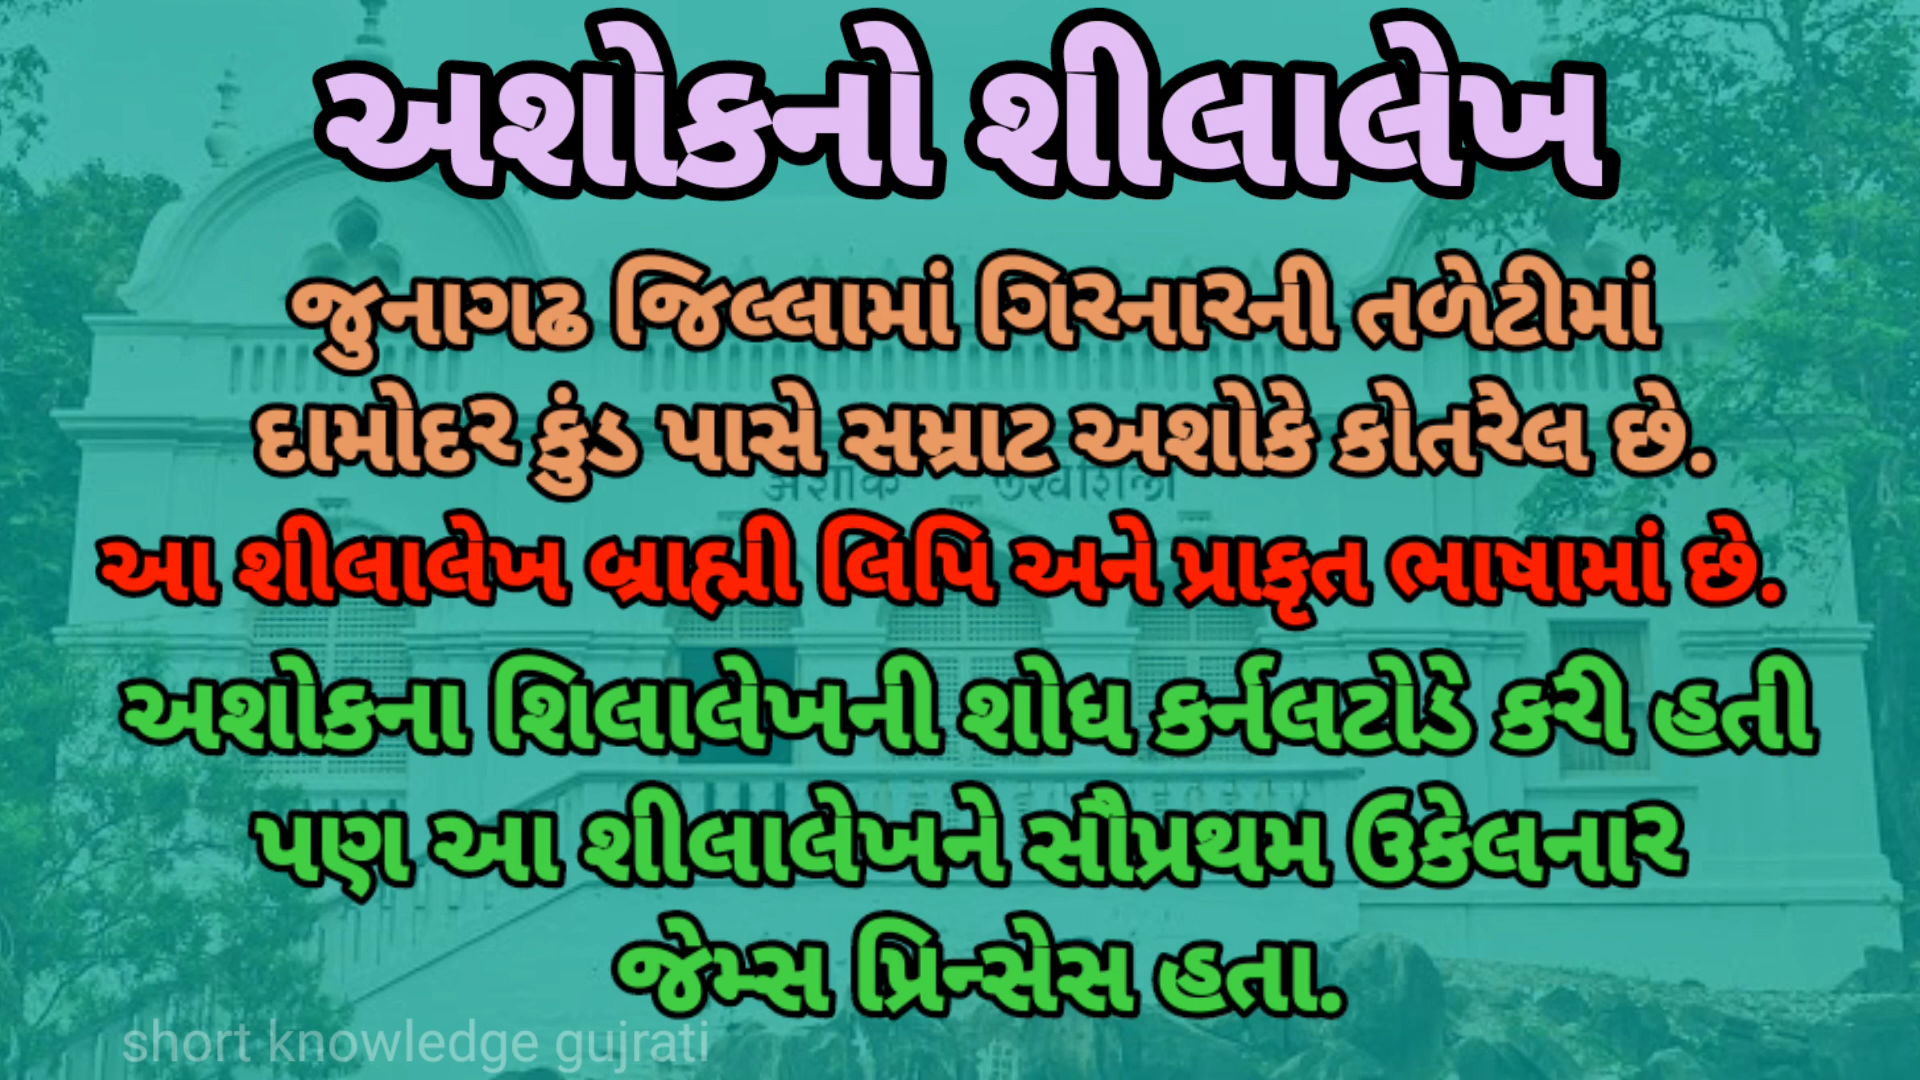 અશોકનો શીલાલેખ
જુનાગઢ જિલ્લામાં ગિરનારની તળેટીમાં
દામોદર કુંડ પાસે સમ્રાટ અશોકે કોતરેલ છે.
આ શીલાલેખ બ્રાહ્મી લિપિ અને પ્રાકૃત ભાષામાં છે.
અશોકના શિલાલેખની શોધ કર્નલટોડે કરી હતી
પણ આ શીલાલેખને સૌપ્રથમ ઉકેલનાર
જેમ્સ પ્રિન્સેસ હતા.
short knowledge gujrati